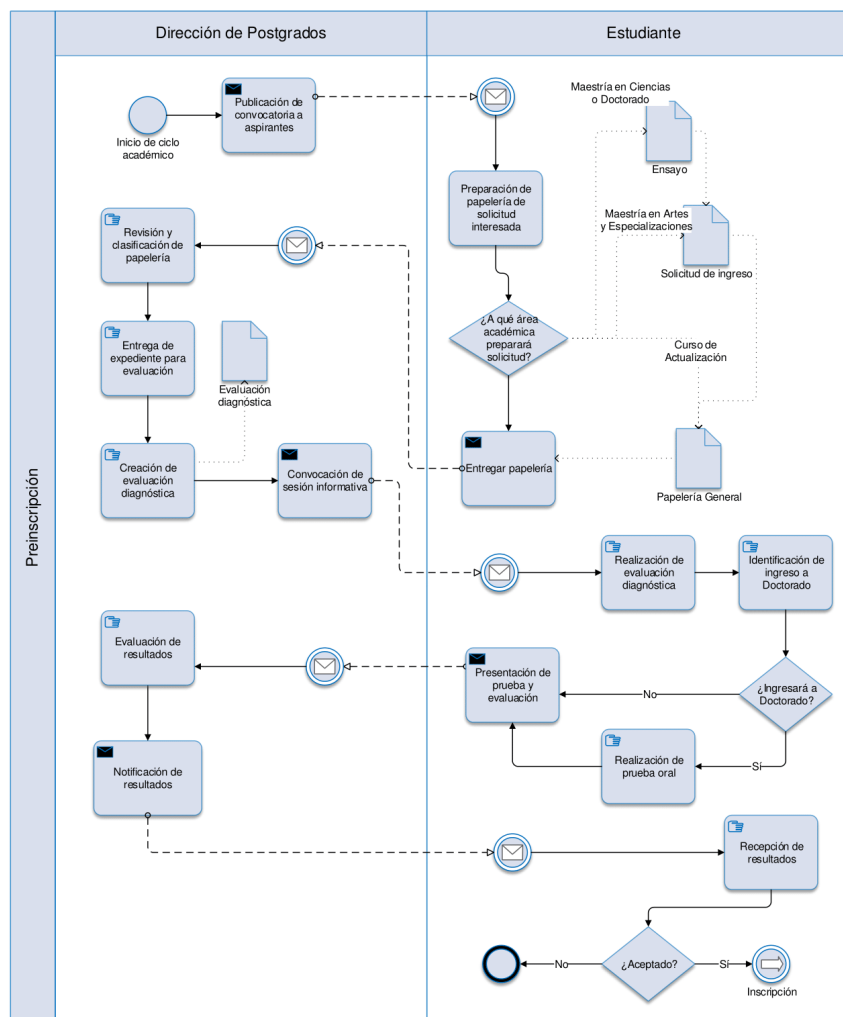 Dirección de Postgrados
Estudiante
Preinscripción
Inicio de ciclo
académico
Publicación de
convocatoria a
aspirantes
Maestría en Ciencias
o Doctorado
Ensayo
Preparación de
papelería de
solicitud
interesada
Maestría en Artes
y Especializaciones
Solicitud de ingreso
Revisión y
clasificación de
papelería
¿A qué área
académica
preparará
solicitud?
Curso de
Actualización
Entrega de
expediente para
evaluación
Evaluación
diagnóstica
Creación de
evaluación
diagnóstica
Convocación de
sesión informativa
Entregar papelería
Papelería General
Realización de
evaluación
diagnóstica
Identificación de
ingreso a
Doctorado
Evaluación de
resultados
Presentación de
prueba y
evaluación
No
¿Ingresará a
Doctorado?
Realización de
prueba oral
Sí
Notificación de
resultados
Recepción de
resultados
No
¿Aceptado?
Sí
Inscripción